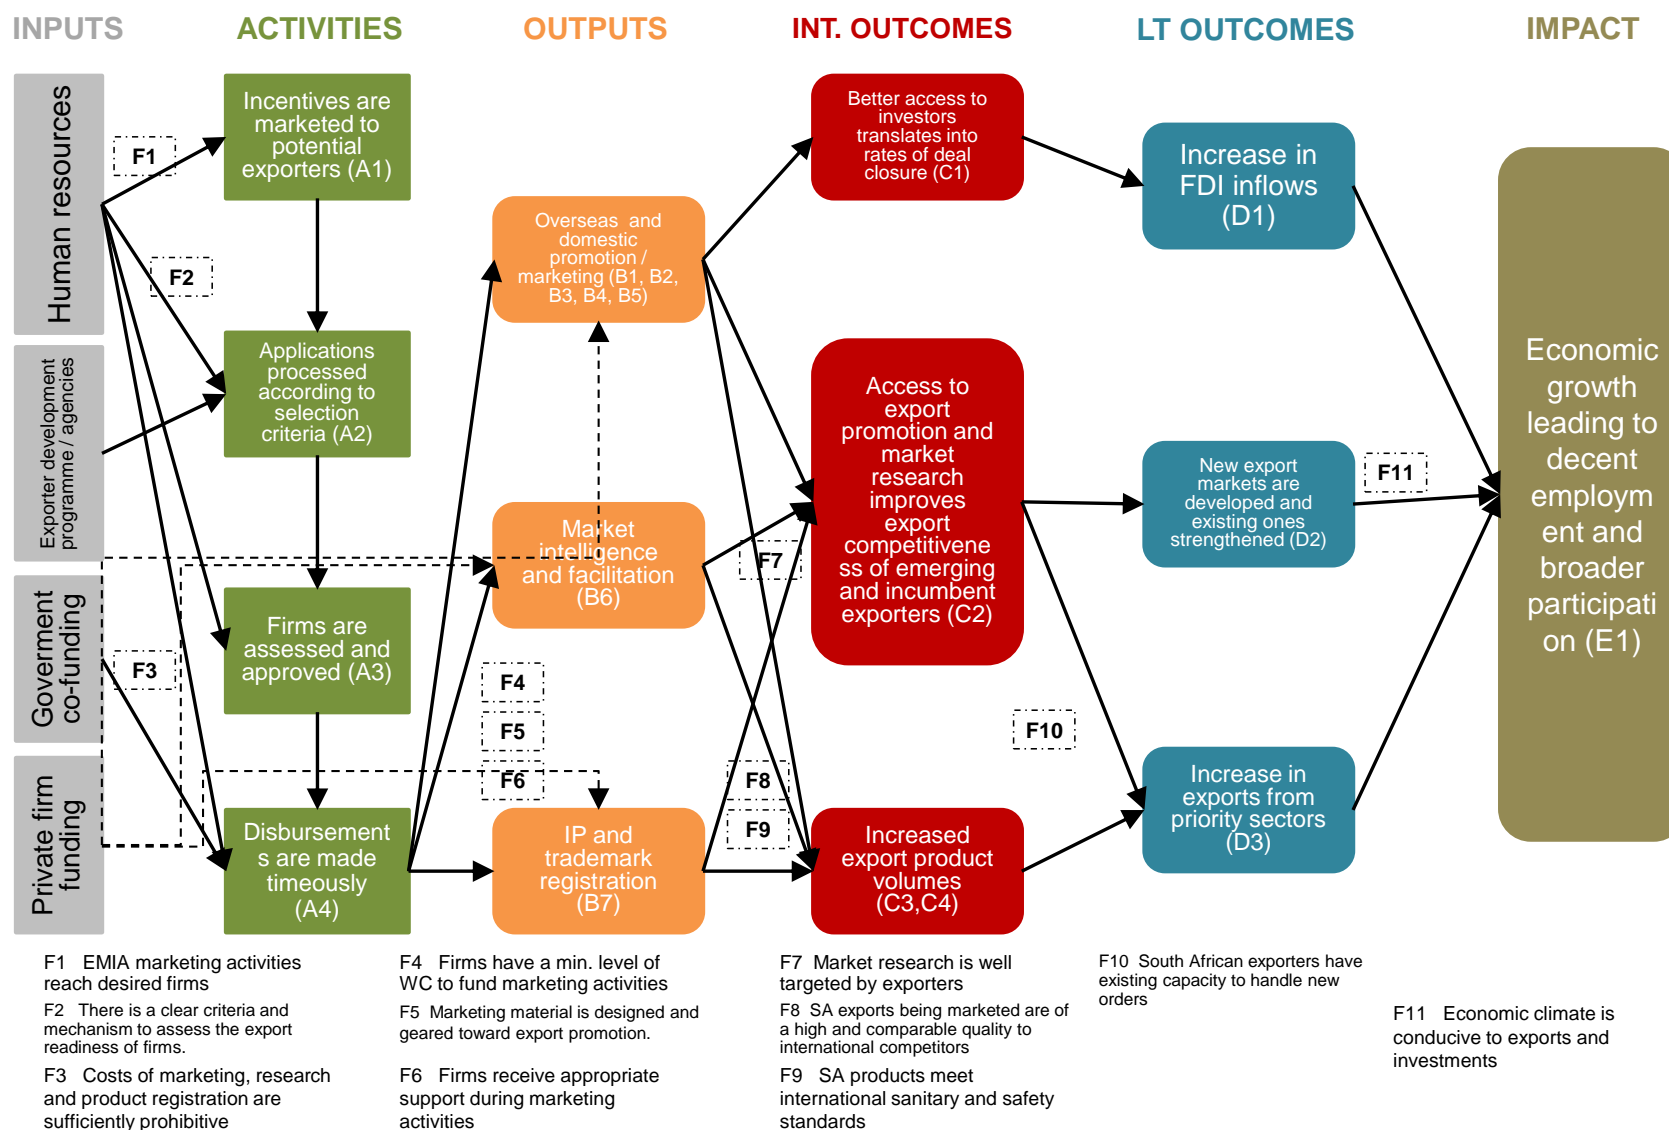 INPUTS
ACTIVITIES
OUTPUTS
INT. OUTCOMES
LT OUTCOMES
IMPACT
Human resources
Exporter development
programme / agencies
Goverment
co-funding
Private firm
funding
Incentives are
marketed to
potential
exporters (A1)
Applications
processed
according to
selection
criteria (A2)
Firms are
assessed and
approved (A3)
Disbursement
s are made
timeously
(A4)
Overseas and
domestic
promotion /
marketing (B1, B2,
B3, B4, B5)
Market
intelligence
and facilitation
(B6)
IP and
trademark
registration
(B7)
Better access to
investors
translates into
rates of deal
closure (C1)
Access to
export
promotion and
market
research
improves
export
competitivene
ss of emerging
and incumbent
exporters (C2)
Increased
export product
volumes
(C3,C4)
Increase in
FDI inflows
(D1)
New export
markets are
developed and
existing ones
strengthened (D2)
Increase in
exports from
priority sectors
(D3)
Economic
growth
leading to
decent
employm
ent and
broader
participati
on (E1)
F1
F2
F3
F4
F5
F6
F7
F8
F9
F10
F11
F1 EMIA marketing activities
reach desired firms
F2 There is a clear criteria and
mechanism to assess the export
readiness of firms.
F3 Costs of marketing, research
and product registration are
sufficiently prohibitive
F4 Firms have a min. level of
WC to fund marketing activities
F5 Marketing material is designed and
geared toward export promotion.
F6 Firms receive appropriate
support during marketing
activities
F7 Market research is well
targeted by exporters
F8 SA exports being marketed are of
a high and comparable quality to
international competitors
F9 SA products meet
international sanitary and safety
standards
F10 South African exporters have
existing capacity to handle new
orders
F11 Economic climate is
conducive to exports and
investments